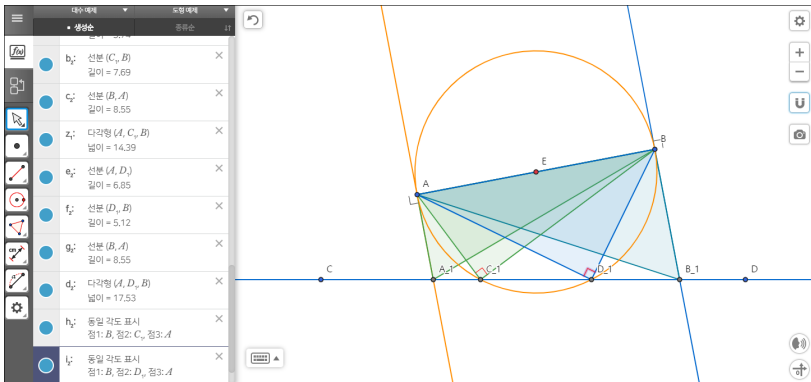 대수 예제 ▼ 도형 예제 ▼
• 생성순 종류순
f(x)
b₂: 선분 (C₁, B)
길이 = 7.69
c₂: 선분 (B, A)
길이 = 8.55
z₁: 다각형 (A, C₁, B)
넓이 = 14.39
e₂: 선분 (A, D₁)
길이 = 6.85
f₂: 선분 (D₁, B)
길이 = 5.12
g₂: 선분 (B, A)
길이 = 8.55
d₂: 다각형 (A, D₁, B)
넓이 = 17.53
h₂: 동일 각도 표시
점1: B, 점2: C₁, 점3: A
i₂: 동일 각도 표시
점1: B, 점2: D₁, 점3: A
B
E
A
C A_1 C_1 D_1 B_1 D